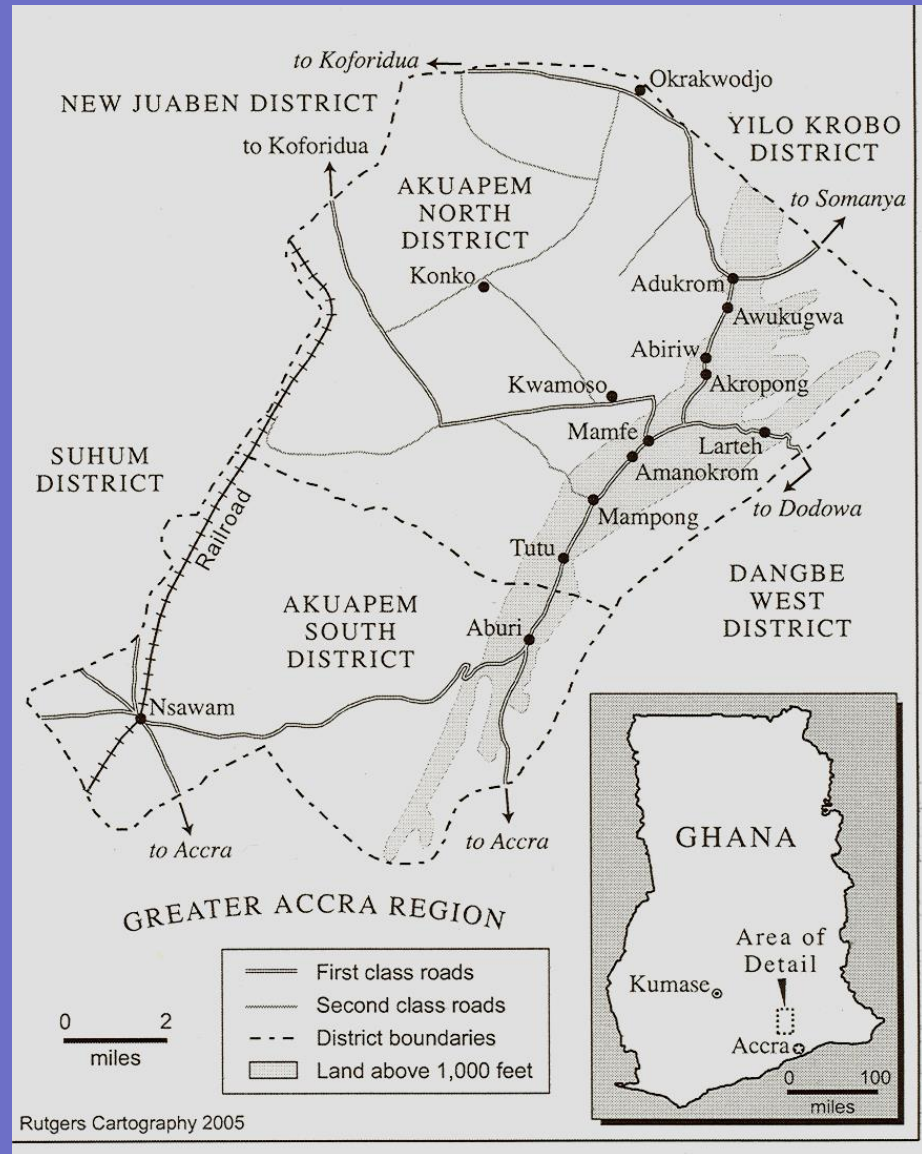 to Koforidua
Okrakwodjo
NEW JUABEN DISTRICT
YILO KROBO
DISTRICT
to Koforidua
AKUAPEM
NORTH
DISTRICT
to Somanya
Konko
Adukrom
Awukugwa
Abiriw
Akropong
Kwamoso
Mamfe
Larteh
Amanokrom
SUHUM
DISTRICT
to Dodowa
Mampong
Railroad
Tutu
DANGBE
WEST
DISTRICT
AKUAPEM
SOUTH
DISTRICT
Aburi
Nsawam
to Accra
to Accra
GREATER ACCRA REGION
GHANA
Area of
Detail
Kumase
Accra
0 100
miles
First class roads
Second class roads
District boundaries
Land above 1,000 feet
0 2
miles
Rutgers Cartography 2005